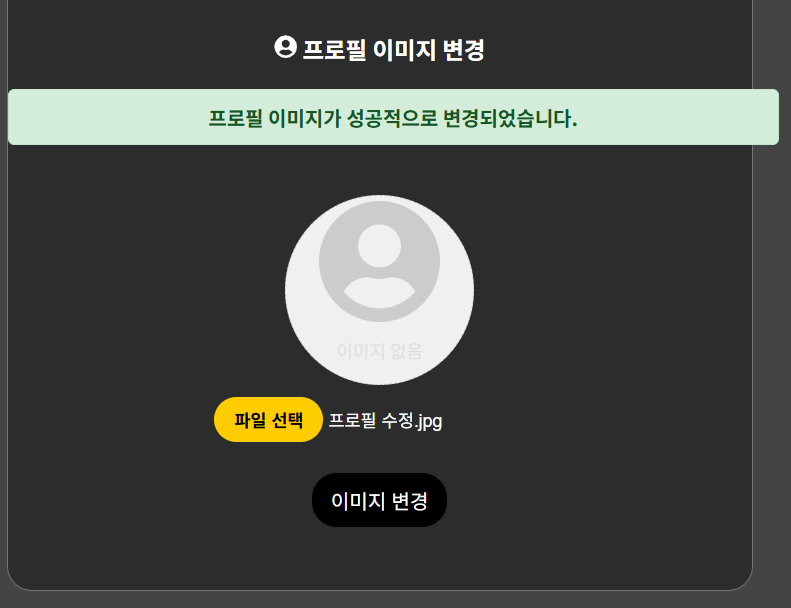 프로필 이미지 변경
프로필 이미지가 성공적으로 변경되었습니다.
이미지 없음
파일 선택 프로필 수정.jpg
이미지 변경